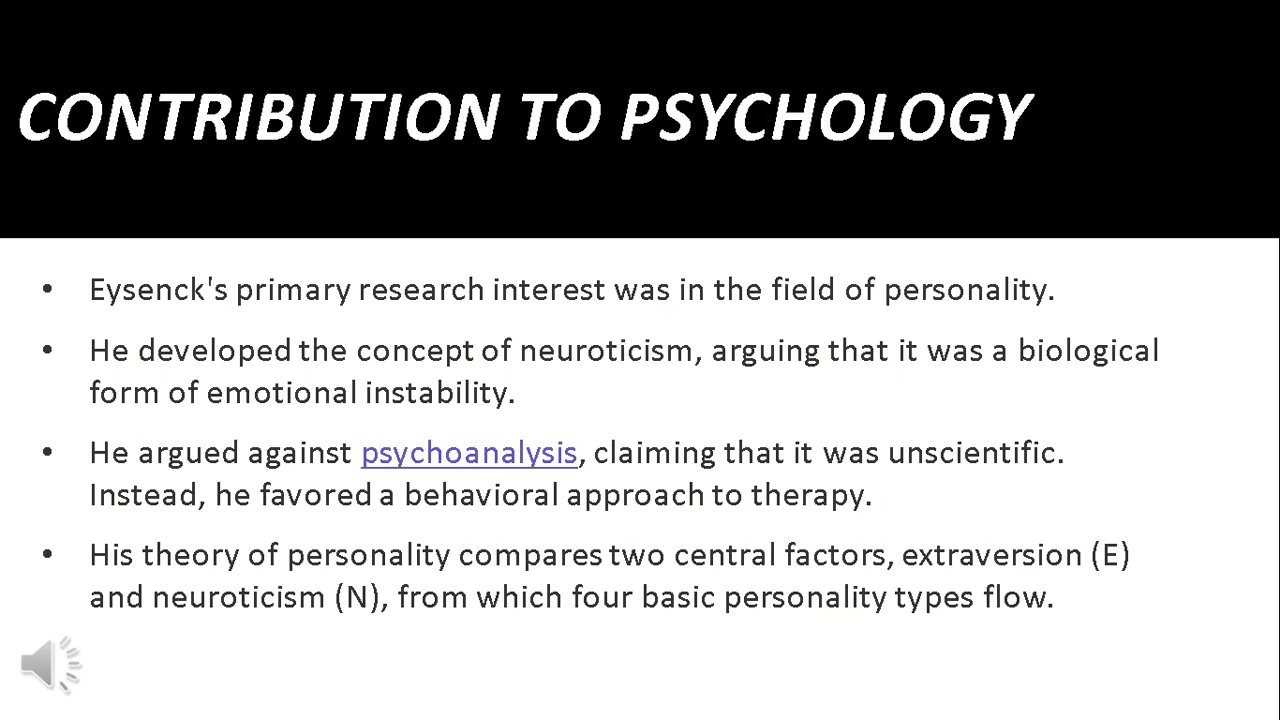 CONTRIBUTION TO PSYCHOLOGY
• Eysenck's primary research interest was in the field of personality.
• He developed the concept of neuroticism, arguing that it was a biological
form of emotional instability.
• He argued against psychoanalysis, claiming that it was unscientific.
Instead, he favored a behavioral approach to therapy.
• His theory of personality compares two central factors, extraversion (E)
and neuroticism (N), from which four basic personality types flow.